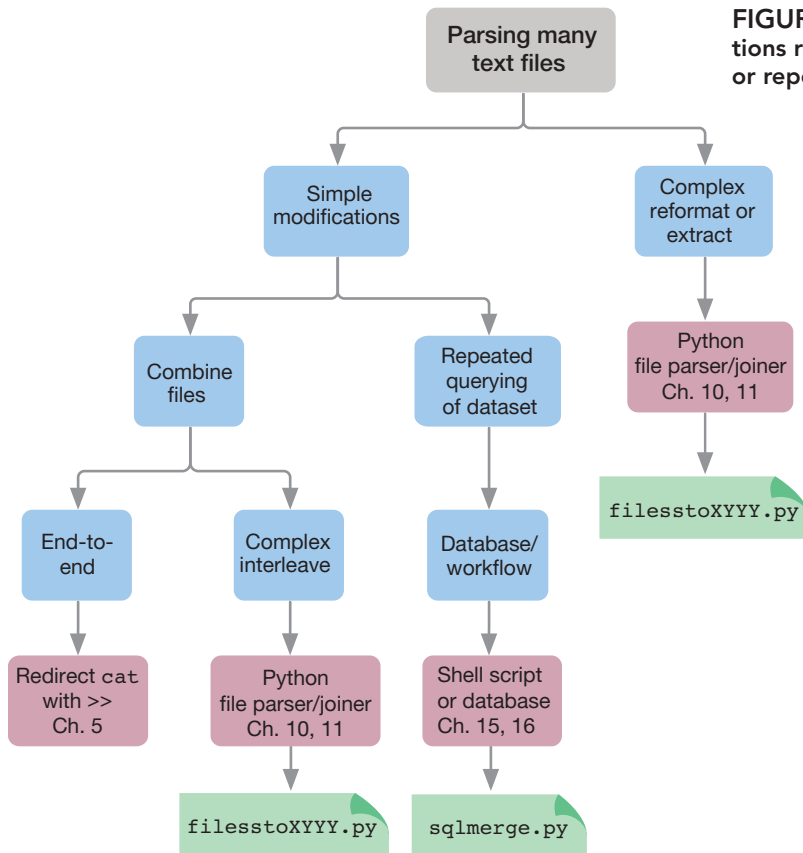 Parsing many
text files
FIGUR
tions r
or repe
Simple
modifications
Complex
reformat or
extract
Combine
files
Repeated
querying
of dataset
Python
file parser/joiner
Ch. 10, 11
filesstoXYYY.py
End-to-
end
Complex
interleave
Database/
workflow
Redirect cat
with >>
Ch. 5
Python
file parser/joiner
Ch. 10, 11
Shell script
or database
Ch. 15, 16
filesstoXYYY.py
sqlmerge.py